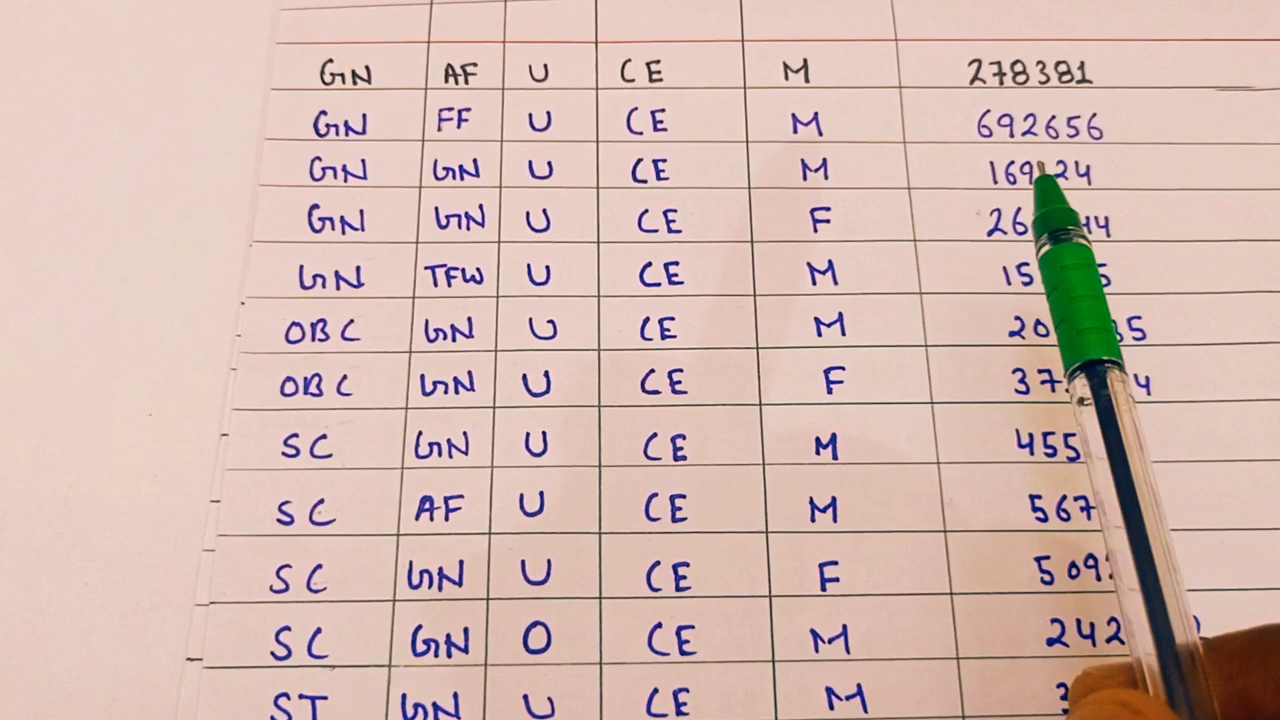 GN AF U CE M 278381
GN FF U CE M 692656
GN GN U CE M
GN GN U CE F
GN TFW U CE M
OBC GN U CE M
OBC GN U CE F
SC GN U CE M
SC AF U CE M
SC GN U CE F
SC GN O CE M
ST GN U CE M